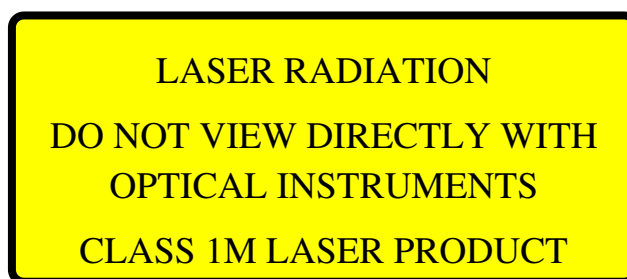 LASER RADIATION
DO NOT VIEW DIRECTLY WITH
OPTICAL INSTRUMENTS
CLASS 1M LASER PRODUCT